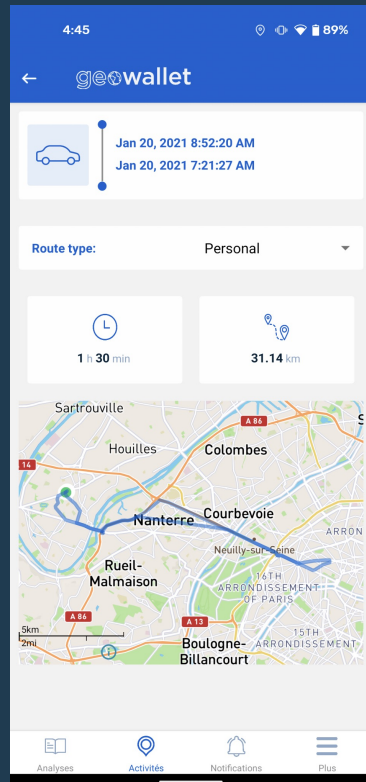 4:45
89%
geowallet
Jan 20, 2021 8:52:20 AM
Jan 20, 2021 7:21:27 AM
Route type:
Personal
1 h 30 min
31.14 km
Sartrouville
A 86
S
Houilles
Colombes
14
Nanterre
Courbevoie
ARRON
Neuilly-sur-Seine
Rueil-
Malmaison
16TH
ARRONDISSEMENT
OF PARIS
A 86
A 13
15TH
ARRONDISSEMENT
5km
2mi
Boulogne-
Billancourt
Analyses
Activités
Notifications
Plus